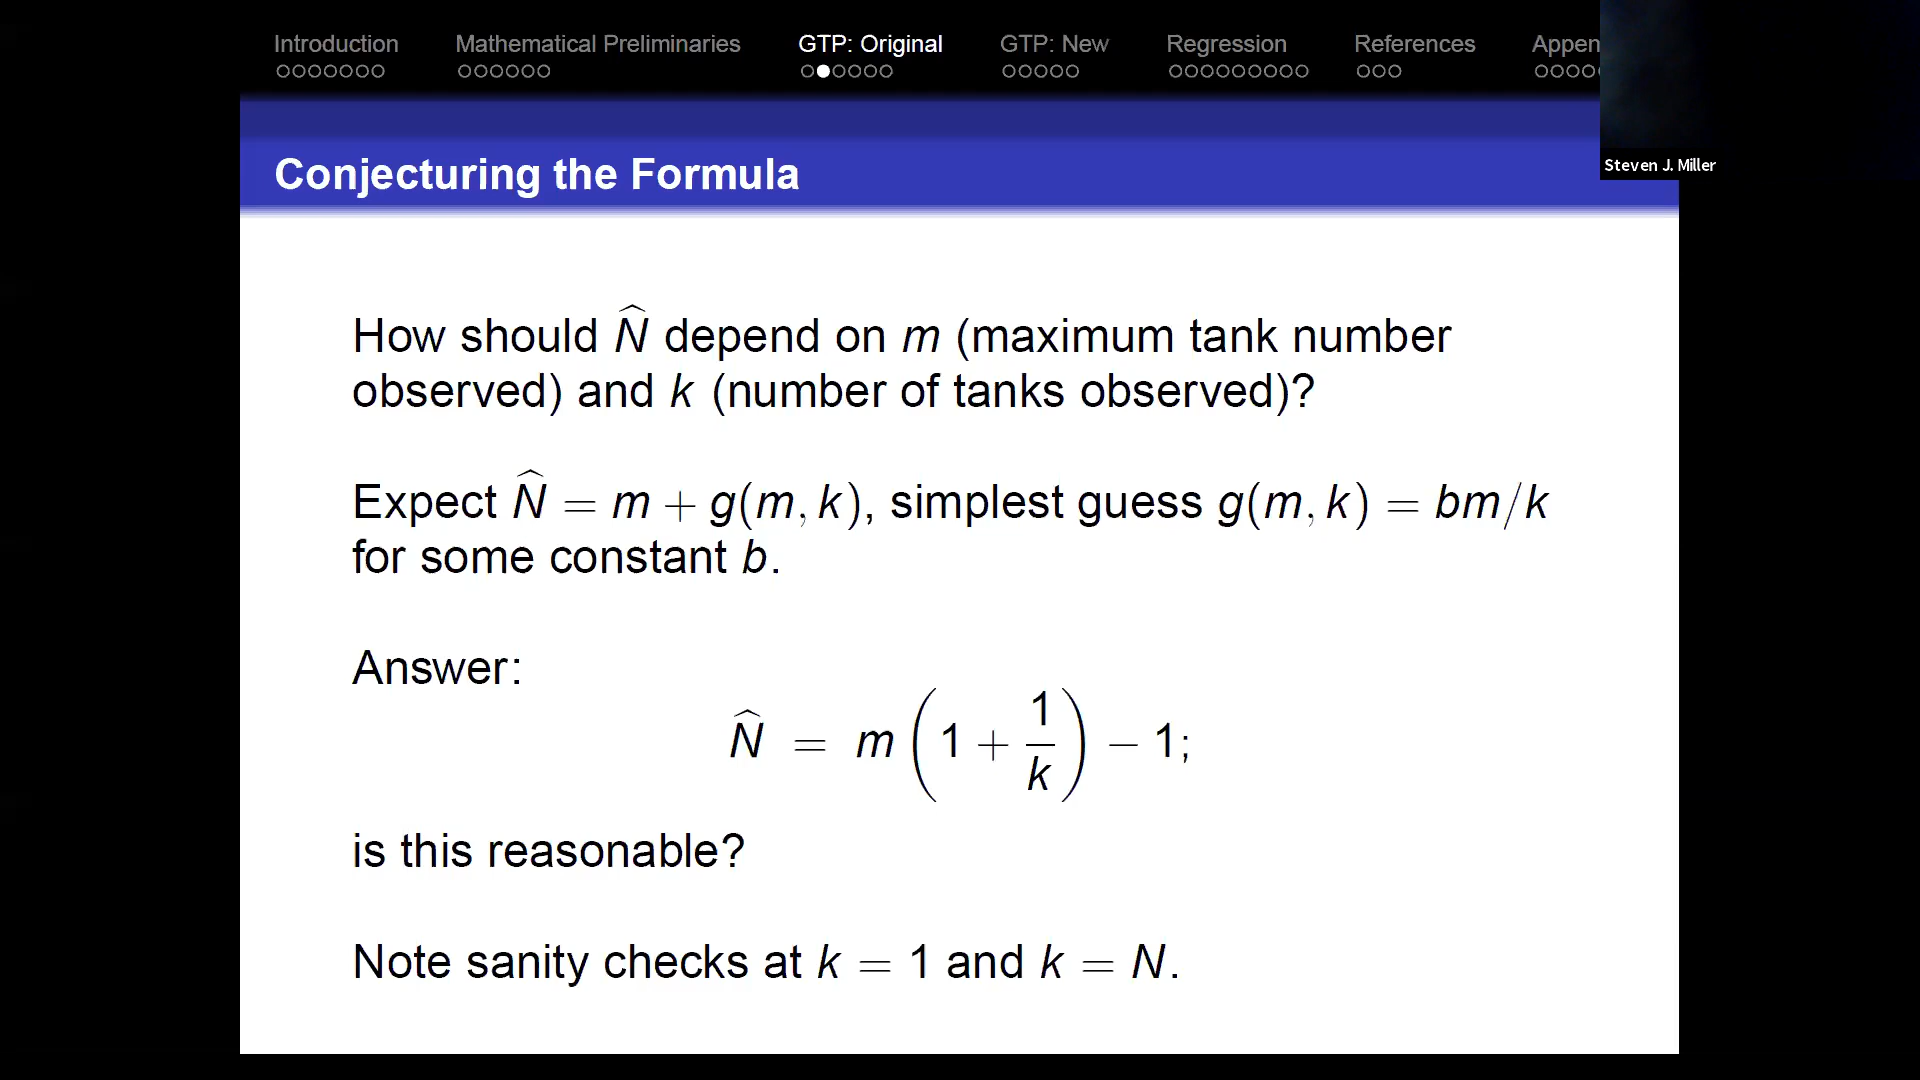 Introduction Mathematical Preliminaries GTP: Original GTP: New Regression References Appen
Steven J. Miller
Conjecturing the Formula
How should N̂ depend on m (maximum tank number
observed) and k (number of tanks observed)?
Expect N̂ = m + g(m, k), simplest guess g(m, k) = bm/k
for some constant b.
Answer:
N̂ = m (1 + 1/k) − 1;
is this reasonable?
Note sanity checks at k = 1 and k = N.